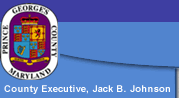 PRINCE GEORGE'S COUNTY
MARYLAND
County Executive, Jack B. Johnson